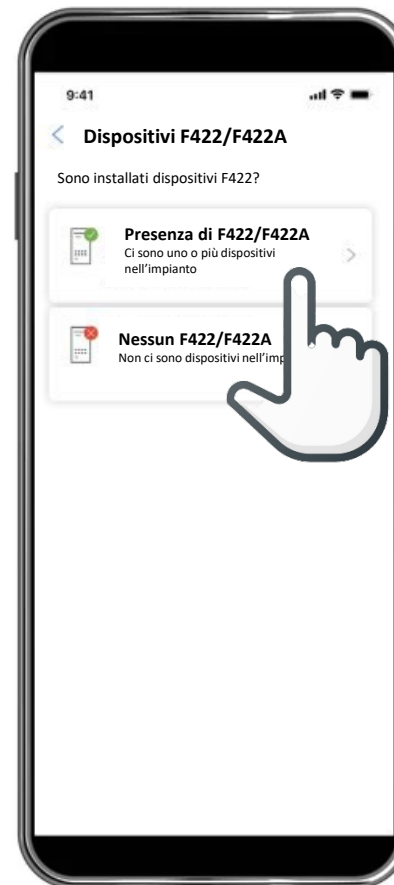 9:41
Dispositivi F422/F422A
Sono installati dispositivi F422?
Presenza di F422/F422A
Ci sono uno o più dispositivi
nell'impianto
Nessun F422/F422A
Non ci sono dispositivi nell'imp